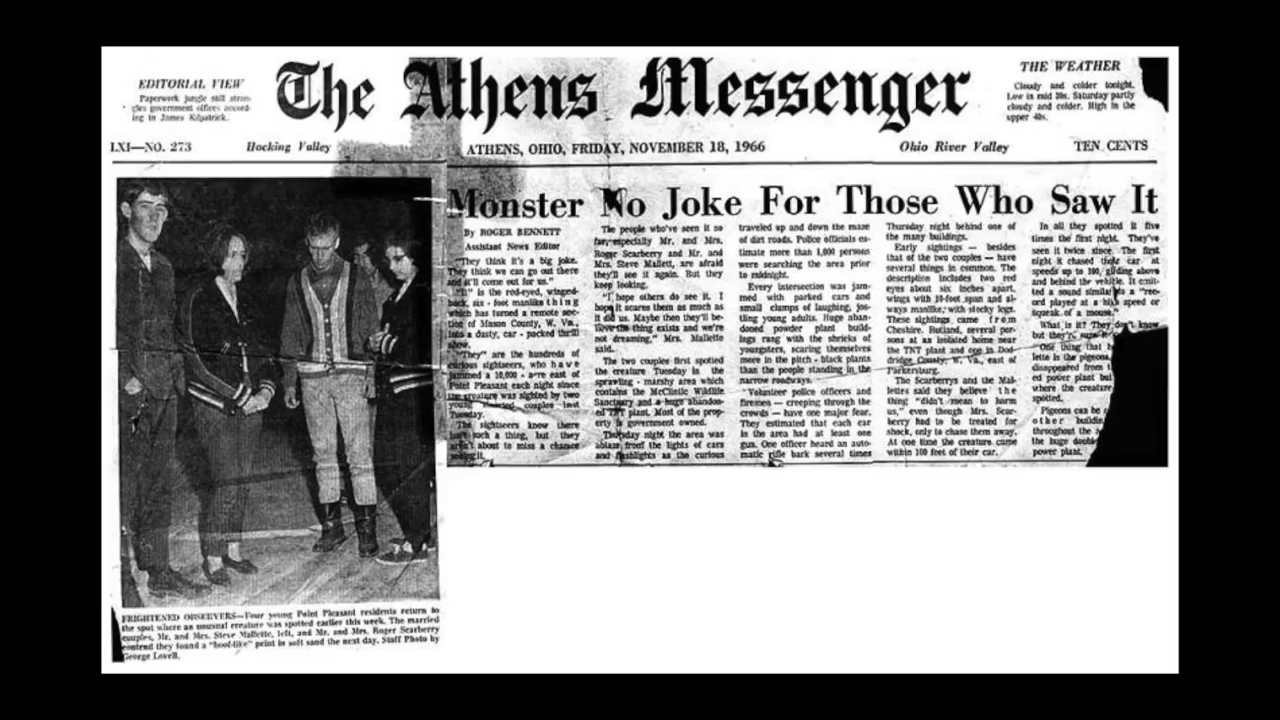 EDITORIAL VIEW
Paperwork jungle still stran-
gles government offices accord-
ing to James Kilpatrick.
The Athens Messenger
THE WEATHER
Cloudy and colder tonight.
Low in mid 30s. Saturday partly
cloudy and colder. High in the
upper 40s.
LXI—NO. 273
Hocking Valley
ATHENS, OHIO, FRIDAY, NOVEMBER 18, 1966
Ohio River Valley
TEN CENTS
Monster No Joke For Those Who Saw It
By ROGER BENNETT
Assistant News Editor
"They think it's a big joke.
They think we can go out there
and it'll come out for us."
"It" is the red-eyed, winged-
back, six - foot manlike thing
which has turned a remote sec-
tion of Mason County, W. Va.,
into a dusty, car - packed thrill
show.
"They" are the hundreds of
curious sightseers, who have
jammed a 10,000 - acre east of
Point Pleasant each night since
the creature was sighted by two
young married couples last
Tuesday.
The sightseers know there
isn't such a thing, but they
aren't about to miss a chance
seeing it.
The people who've seen it so
far, especially Mr. and Mrs.
Roger Scarberry and Mr. and
Mrs. Steve Mallett, are afraid
they'll see it again. But they
keep looking.
"I hope others do see it. I
hope it scares them as much as
it did us. Maybe then they'll be-
lieve the thing exists and we're
not dreaming," Mrs. Mallette
said.
The two couples first spotted
the creature Tuesday in the
sprawling - marshy area which
contains the McClintic Wildlife
Sanctuary and a huge abandon-
ed TNT plant. Most of the prop-
erty is government owned.
Thursday night the area was
ablaze from the lights of cars
and flashlights as the curious
traveled up and down the maze
of dirt roads. Police officials es-
timate more than 1,000 persons
were searching the area prior
to midnight.
Every intersection was jam-
med with parked cars and
small clamps of laughing, jos-
tling young adults. Huge aban-
doned powder plant build-
ings rang with the shricks of
youngsters, scaring themselves
more in the pitch - black plants
than the people standing in the
narrow roadways.
Volunteer police officers and
firemen — creeping through the
crowds — have one major fear.
They estimated that each car
in the area had at least one
gun. One officer heard an auto-
matic rifle bark several times
Thursday night behind one of
the many buildings.
Early sightings — besides
that of the two couples — have
several things in common. The
description includes two red
eyes about six inches apart,
wings with 10-foot span and al-
ways manlike, with stocky legs.
These sightings came from
Cheshire, Rutland, several per-
sons at an isolated home near
the TNT plant and one in Dod-
dridge County, W. Va., east of
Parkersburg.
The Scarberrys and the Mal-
lettes said they believe the
thing "didn't mean to harm
us," even though Mrs. Scar-
berry had to be treated for
shock, only to chase them away.
At one time the creature came
within 100 feet of their car.
In all they spotted it five
times the first night. They've
seen it twice since. The first
night it chased their car at
speeds up to 100, gliding above
and behind the vehicle. It emit-
ted a sound similar to a "rec-
ord played at a high speed or
squeak of a mouse."
What is it? They don't know
but they're sure
One thing that
lette is the pigeons
disappeared from
ed power plant but
where the creature
spotted.
Pigeons can be
other buildin
throughout the
the huge double
power plant.
FRIGHTENED OBSERVERS—Four young Point Pleasant residents return to
the spot where an unusual creature was spotted earlier this week. The married
couples, Mr. and Mrs. Steve Mallette, left, and Mr. and Mrs. Roger Scarberry
contend they found a "hoof-like" print in soft sand the next day. Staff Photo by
George Lovell.